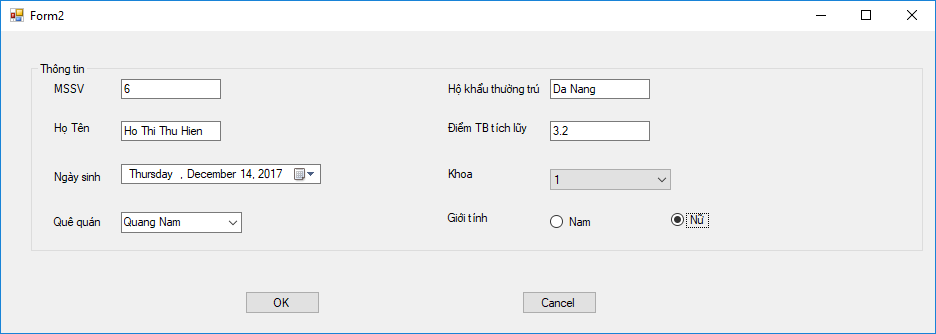 Form2
Thông tin
MSSV 6 Hộ khẩu thường trú Da Nang
Họ Tên Ho Thi Thu Hien Điểm TB tích lũy 3.2
Ngày sinh Thursday , December 14, 2017 Khoa 1
Quê quán Quang Nam Giới tính Nam Nữ
OK Cancel